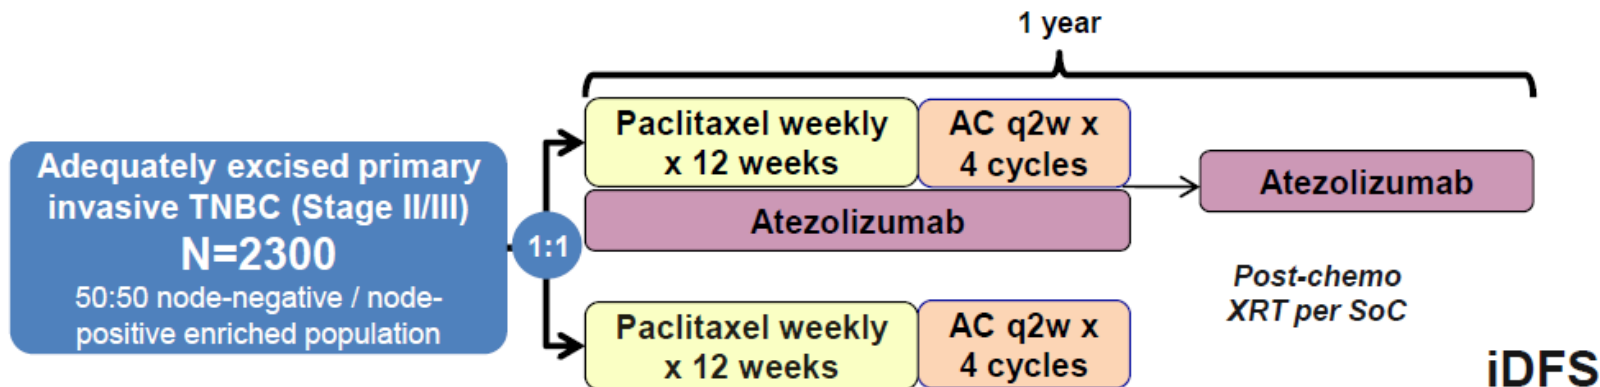 1 year
Adequately excised primary
invasive TNBC (Stage II/III)
N=2300
50:50 node-negative / node-
positive enriched population
1:1
Paclitaxel weekly
x 12 weeks
AC q2w x
4 cycles
Atezolizumab
Atezolizumab
Post-chemo
XRT per SoC
Paclitaxel weekly
x 12 weeks
AC q2w x
4 cycles
iDFS